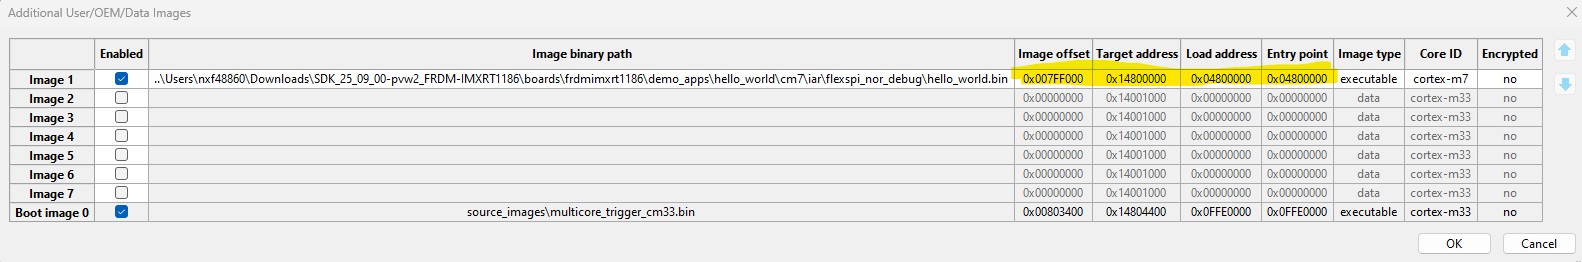 Additional User/OEM/Data Images
Enabled Image binary path Image offset Target address Load address Entry point Image type Core ID Encrypted
Image 1 ..\Users\nxf48860\Downloads\SDK_25_09_00-pvw2_FRDM-IMXRT1186\boards\frdmimxrt1186\demo_apps\hello_world\cm7\iar\flexspi_nor_debug\hello_world.bin 0x007FF000 0x14800000 0x04800000 0x04800000 executable cortex-m7 no
Image 2 0x00000000 0x14001000 0x00000000 0x00000000 data cortex-m33 no
Image 3 0x00000000 0x14001000 0x00000000 0x00000000 data cortex-m33 no
Image 4 0x00000000 0x14001000 0x00000000 0x00000000 data cortex-m33 no
Image 5 0x00000000 0x14001000 0x00000000 0x00000000 data cortex-m33 no
Image 6 0x00000000 0x14001000 0x00000000 0x00000000 data cortex-m33 no
Image 7 0x00000000 0x14001000 0x00000000 0x00000000 data cortex-m33 no
Boot image 0 source_images\multicore_trigger_cm33.bin 0x00803400 0x14804400 0x0FFE0000 0x0FFE0000 executable cortex-m33 no
OK Cancel